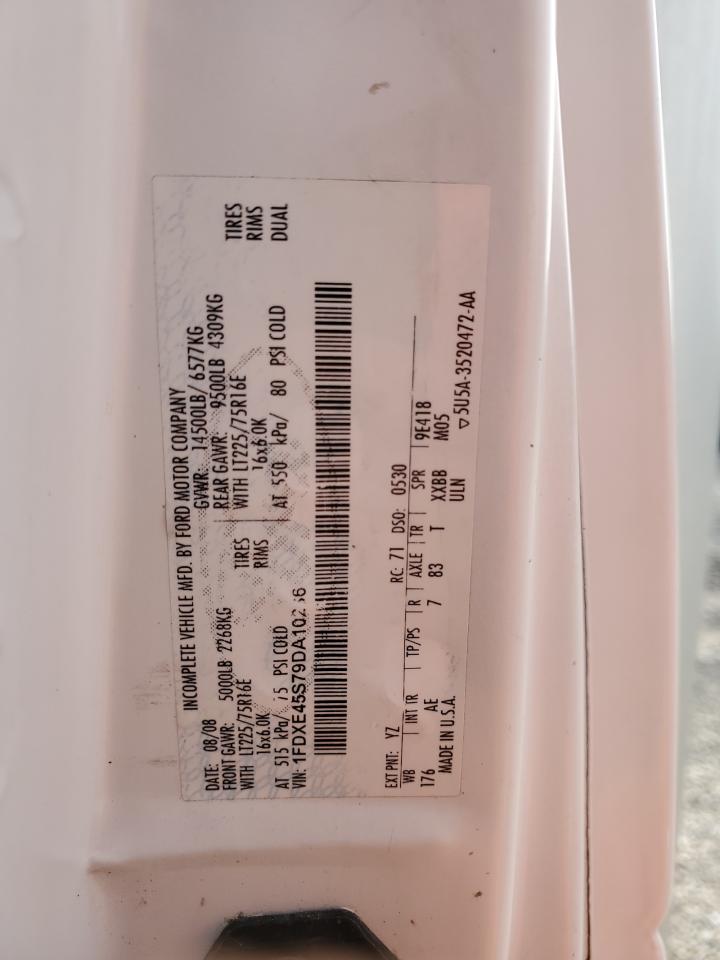 INCOMPLETE VEHICLE MFD. BY FORD MOTOR COMPANY
DATE: 08/08 GVWR: 14500LB/ 6577KG
FRONT GAWR: 5000LB 2268KG REAR GAWR: 9500LB 4309KG
WITH LT225/75R16E TIRES WITH LT225/75R16E TIRES
16x6.0K RIMS 16x6.0K RIMS
AT 515 kPa/ 75 PSI COLD AT 550 kPa/ 80 PSI COLD DUAL
VIN: 1FDXE45S79DA10236
EXT PNT: YZ RC: 71 DSO: 0530
WB INT TR TP/PS R AXLE TR SPR 9E418
176 AE 7 83 T XXBB M05
MADE IN U.S.A. ULN
▽5U5A-3520472-AA